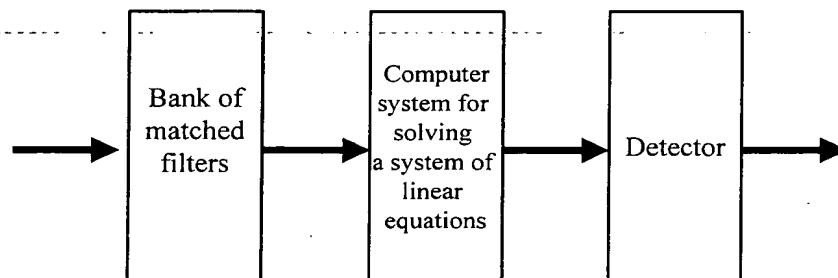 Bank of
matched
filters
Computer
system for
solving
a system of
linear
equations
Detector